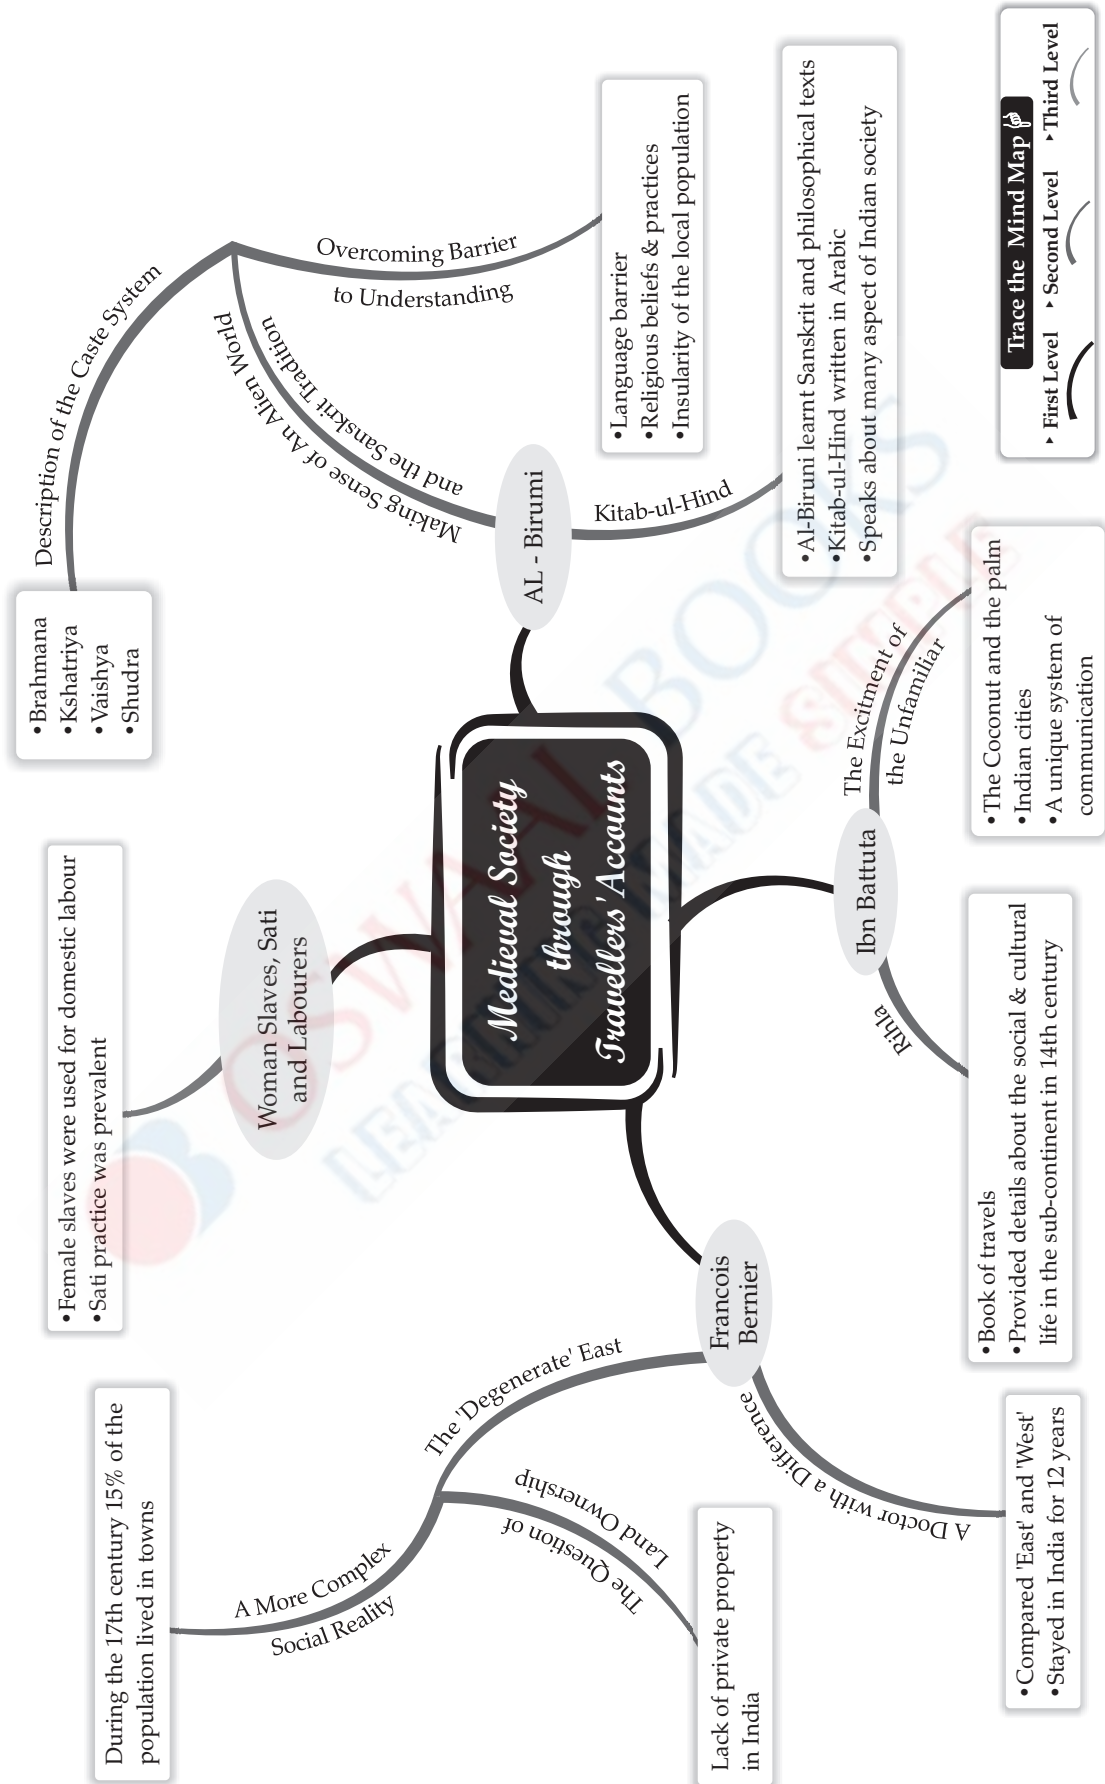 Medieval Society
through
Travellers' Accounts
Woman Slaves, Sati
and Labourers
•Female slaves were used for domestic labour
•Sati practice was prevalent
AL - Birumi
Making Sense of An Alien World
and the Sanskrit Tradition
Description of the Caste System
•Brahmana
•Kshatriya
•Vaishya
•Shudra
Overcoming Barrier
to Understanding
•Language barrier
•Religious beliefs & practices
•Insularity of the local population
Kitab-ul-Hind
•Al-Biruni learnt Sanskrit and philosophical texts
•Kitab-ul-Hind written in Arabic
•Speaks about many aspect of Indian society
Ibn Battuta
The Excitment of
the Unfamiliar
•The Coconut and the palm
•Indian cities
•A unique system of
communication
Rihla
•Book of travels
•Provided details about the social & cultural
life in the sub-continent in 14th century
Francois
Bernier
The 'Degenerate' East
A More Complex
Social Reality
During the 17th century 15% of the
population lived in towns
The Question of
Land Ownership
Lack of private property
in India
A Doctor with a Difference
•Compared 'East' and 'West'
•Stayed in India for 12 years
Trace the Mind Map
▸ First Level ▸ Second Level ▸ Third Level
OSWAAL BOOKS
LEARNING MADE SIMPLE